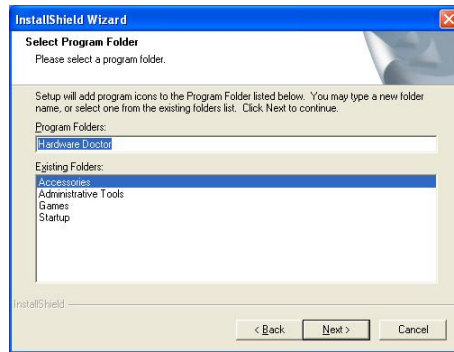 InstallShield Wizard
Select Program Folder
Please select a program folder.
Setup will add program icons to the Program Folder listed below. You may type a new folder
name, or select one from the existing folders list. Click Next to continue.
Program Folders:
Hardware Doctor
Existing Folders:
Accessories
Administrative Tools
Games
Startup
InstallShield
< Back Next > Cancel